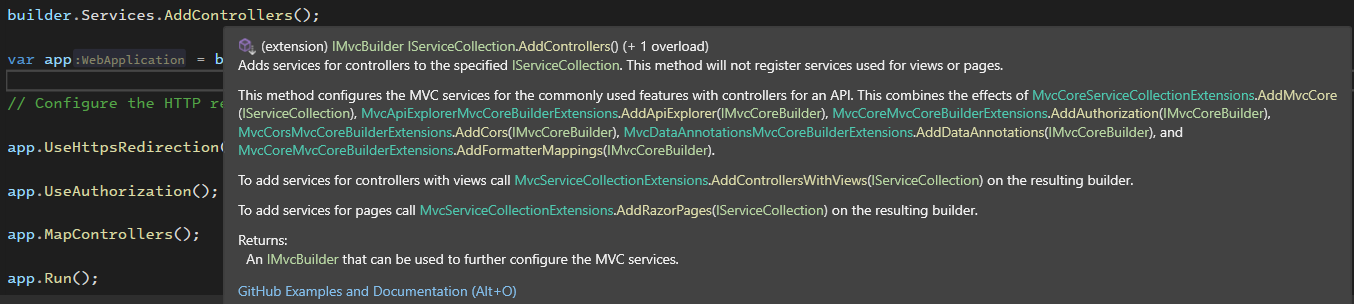 builder.Services.AddControllers();
(extension) IMvcBuilder IServiceCollection.AddControllers() (+ 1 overload)
Adds services for controllers to the specified IServiceCollection. This method will not register services used for views or pages.
var app:WebApplication = b
This method configures the MVC services for the commonly used features with controllers for an API. This combines the effects of MvcCoreServiceCollectionExtensions.AddMvcCore
(IServiceCollection), MvcApiExplorerMvcCoreBuilderExtensions.AddApiExplorer(IMvcCoreBuilder), MvcCoreMvcCoreBuilderExtensions.AddAuthorization(IMvcCoreBuilder),
MvcCorsMvcCoreBuilderExtensions.AddCors(IMvcCoreBuilder), MvcDataAnnotationsMvcCoreBuilderExtensions.AddDataAnnotations(IMvcCoreBuilder), and
MvcCoreMvcCoreBuilderExtensions.AddFormatterMappings(IMvcCoreBuilder).
// Configure the HTTP re
app.UseHttpsRedirection(
To add services for controllers with views call MvcServiceCollectionExtensions.AddControllersWithViews(IServiceCollection) on the resulting builder.
app.UseAuthorization();
To add services for pages call MvcServiceCollectionExtensions.AddRazorPages(IServiceCollection) on the resulting builder.
app.MapControllers();
Returns:
An IMvcBuilder that can be used to further configure the MVC services.
app.Run();
GitHub Examples and Documentation (Alt+O)